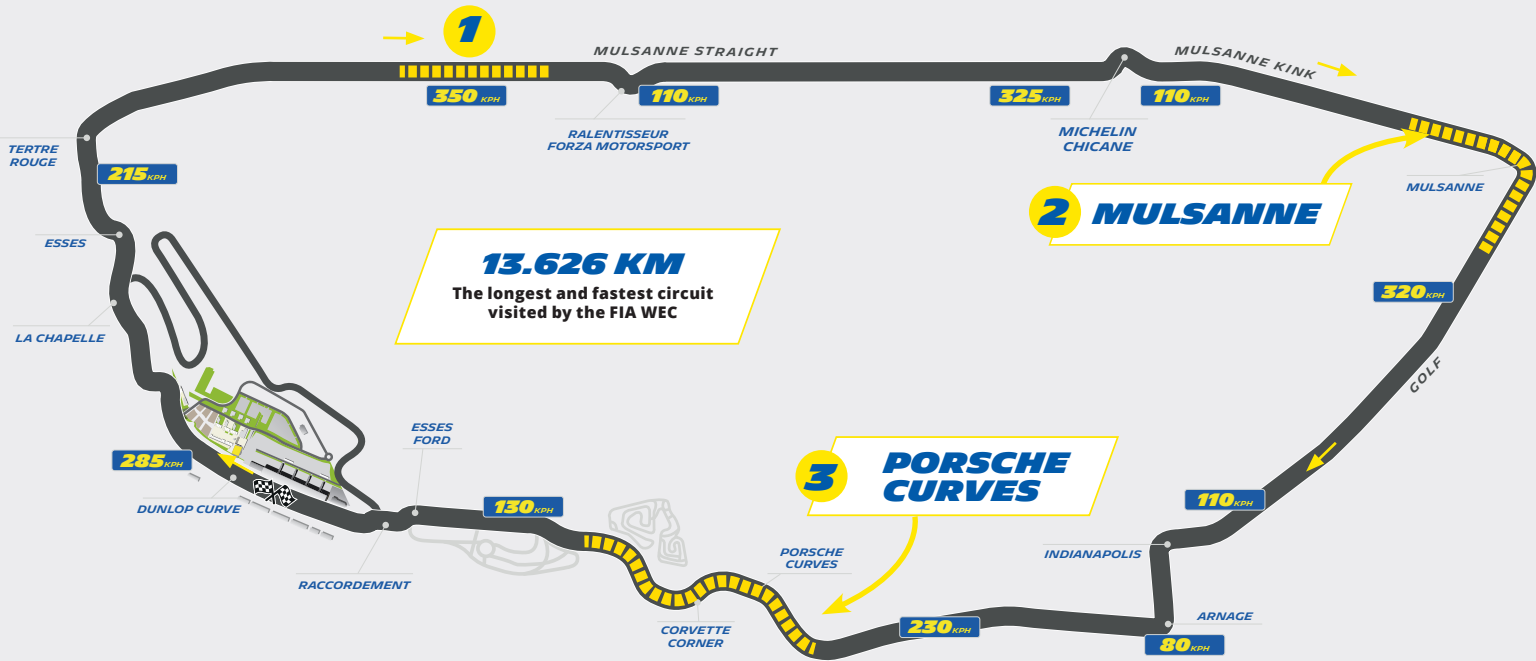 1
MULSANNE STRAIGHT
MULSANNE KINK
350 KPH
110 KPH
325 KPH
110 KPH
RALENTISSEUR
FORZA MOTORSPORT
MICHELIN
CHICANE
TERTRE
ROUGE
215 KPH
MULSANNE
2 MULSANNE
ESSES
13.626 KM
The longest and fastest circuit
visited by the FIA WEC
320 KPH
LA CHAPELLE
GOLF
ESSES
FORD
285 KPH
3 PORSCHE
CURVES
DUNLOP CURVE
130 KPH
110 KPH
INDIANAPOLIS
PORSCHE
CURVES
RACCORDEMENT
ARNAGE
CORVETTE
CORNER
230 KPH
80 KPH